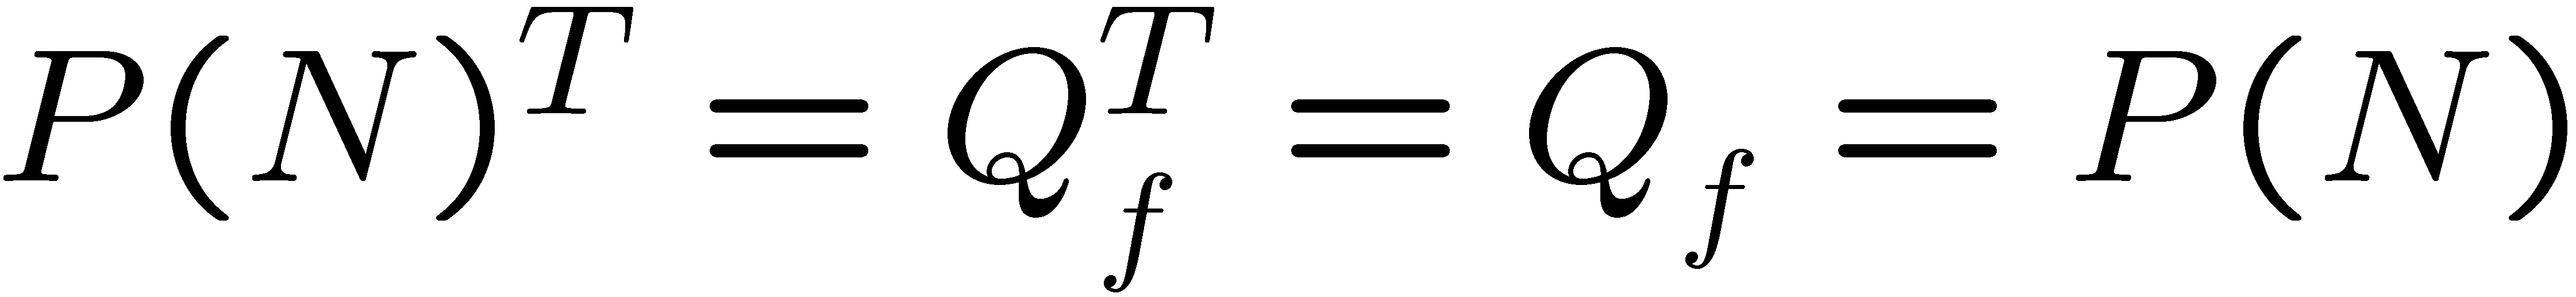 $P(N)^T = Q_f^T = Q_f = P(N)$